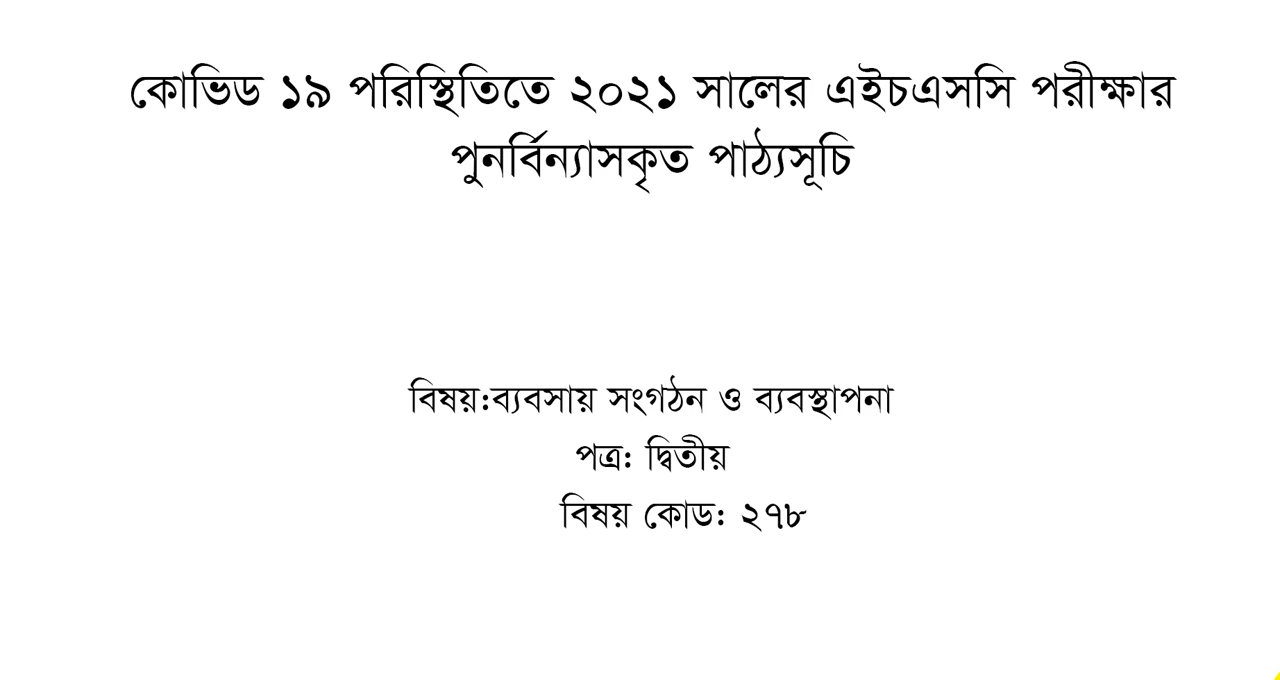 কোভিড ১৯ পরিস্থিতিতে ২০২১ সালের এইচএসসি পরীক্ষার
পুনর্বিন্যাসকৃত পাঠ্যসূচি
বিষয়:ব্যবসায় সংগঠন ও ব্যবস্থাপনা
পত্র: দ্বিতীয়
বিষয় কোড: ২৭৮